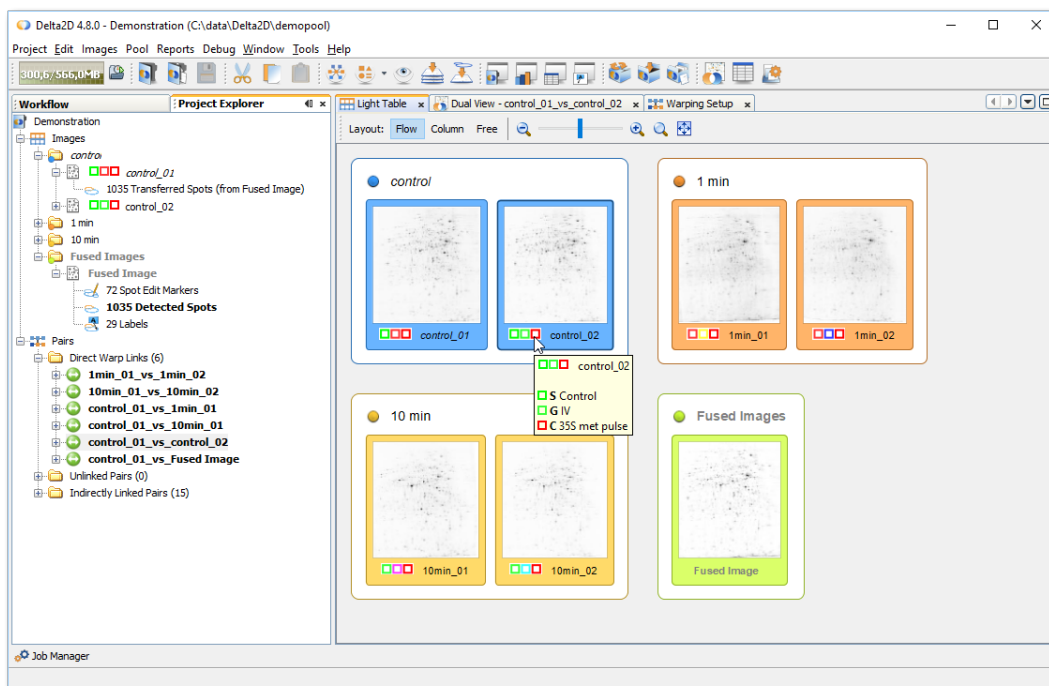 Delta2D 4.8.0 - Demonstration (C:\data\Delta2D\demopool)
Project Edit Images Pool Reports Debug Window Tools Help
300,6/566,0MB
Workflow
Project Explorer
Light Table
Dual View - control_01_vs_control_02
Warping Setup
Demonstration
Images
control
control_01
1035 Transferred Spots (from Fused Image)
control_02
1 min
10 min
Fused Images
Fused Image
72 Spot Edit Markers
1035 Detected Spots
29 Labels
Pairs
Direct Warp Links (6)
1min_01_vs_1min_02
10min_01_vs_10min_02
control_01_vs_1min_01
control_01_vs_10min_01
control_01_vs_control_02
control_01_vs_Fused Image
Unlinked Pairs (0)
Indirectly Linked Pairs (15)
Layout: Flow Column Free
control
control_01
control_02
1 min
1min_01
1min_02
control_02
S Control
G IV
C 35S met pulse
10 min
10min_01
10min_02
Fused Images
Fused Image
Job Manager